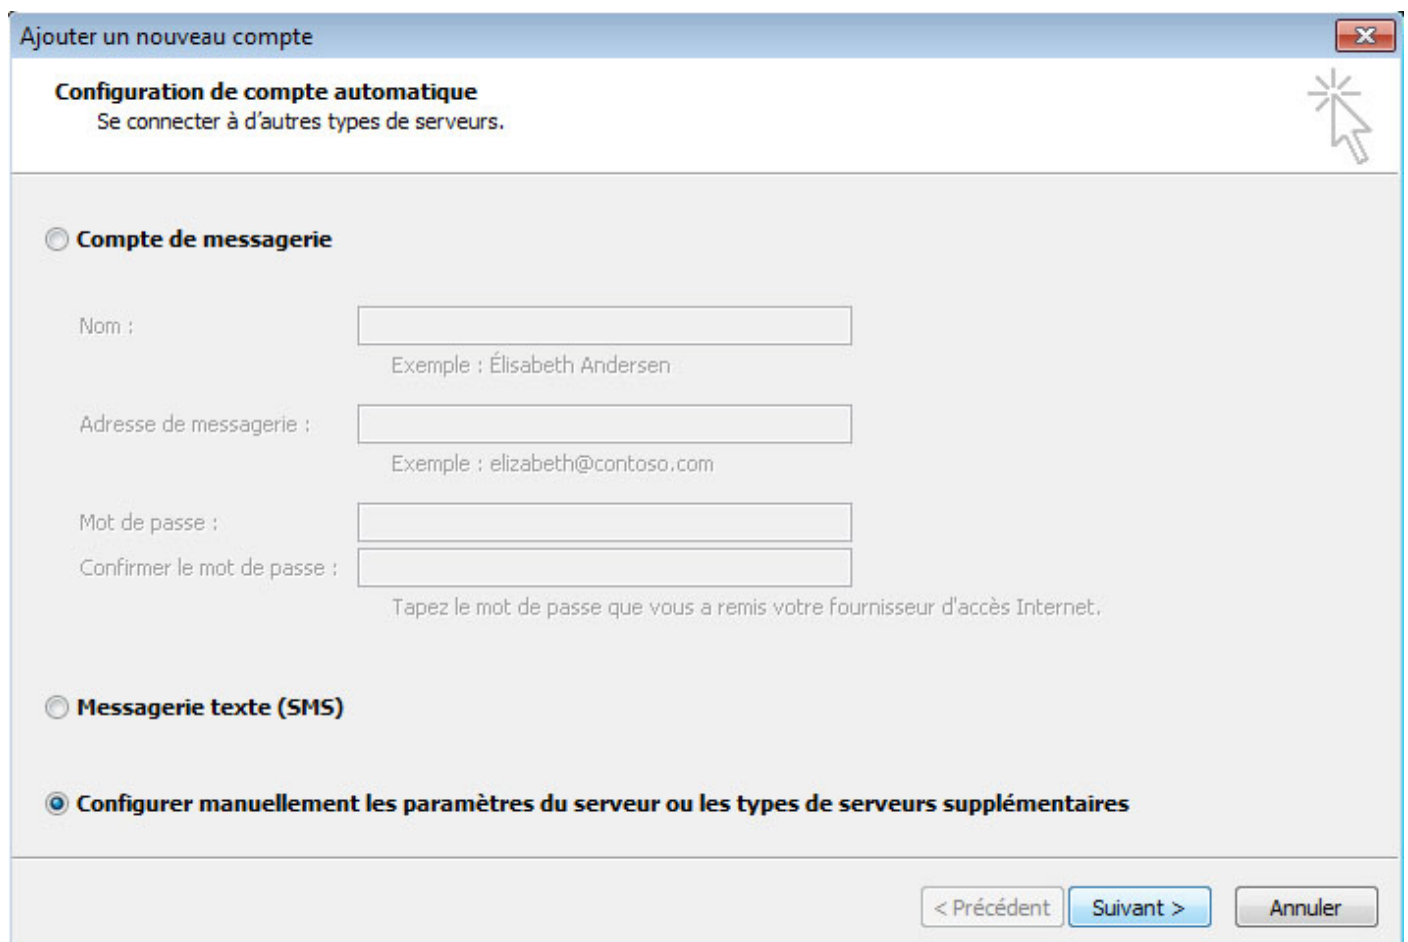 Ajouter un nouveau compte
Configuration de compte automatique
Se connecter à d'autres types de serveurs.
Compte de messagerie
Nom :
Exemple : Élisabeth Andersen
Adresse de messagerie :
Exemple : elizabeth@contoso.com
Mot de passe :
Confirmer le mot de passe :
Tapez le mot de passe que vous a remis votre fournisseur d'accès Internet.
Messagerie texte (SMS)
Configurer manuellement les paramètres du serveur ou les types de serveurs supplémentaires
< Précédent Suivant > Annuler